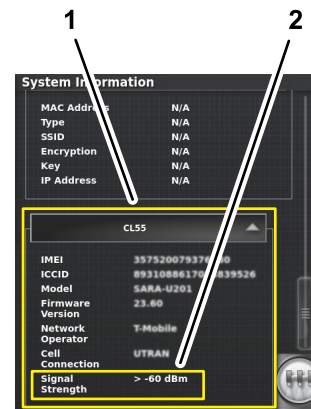 1
2
System Information
MAC Address N/A
Type N/A
SSID N/A
Encryption N/A
Key N/A
IP Address N/A
CL55
IMEI
ICCID
Model SARA-U201
Firmware 23.60
Version
Network T-Mobile
Operator
Cell UTRAN
Connection
Signal > -60 dBm
Strength